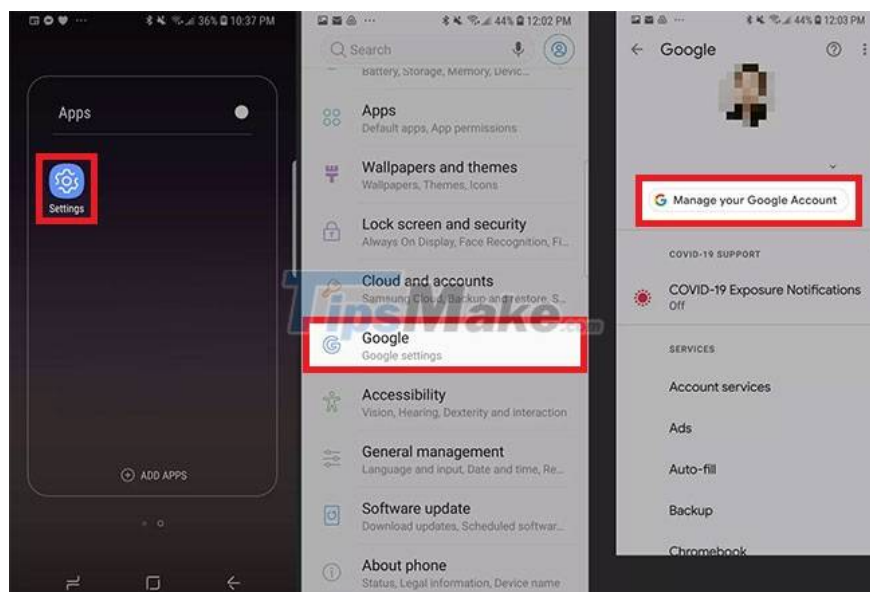 36% 10:37 PM
Apps
Settings
ADD APPS
44% 12:02 PM
Search
Battery, Storage, Memory, Devic...
Apps
Default apps, App permissions
Wallpapers and themes
Wallpapers, Themes, Icons
Lock screen and security
Always On Display, Face Recognition, Fi...
Cloud and accounts
Samsung Cloud, Backup and restore, S...
Google
Google settings
Accessibility
Vision, Hearing, Dexterity and interaction
General management
Language and input, Date and time, Re...
Software update
Download updates, Scheduled softwar...
About phone
Status, Legal information, Device name
44% 12:03 PM
Google
Manage your Google Account
COVID-19 SUPPORT
COVID-19 Exposure Notifications
Off
SERVICES
Account services
Ads
Auto-fill
Backup
Chromebook
TipsMake.com